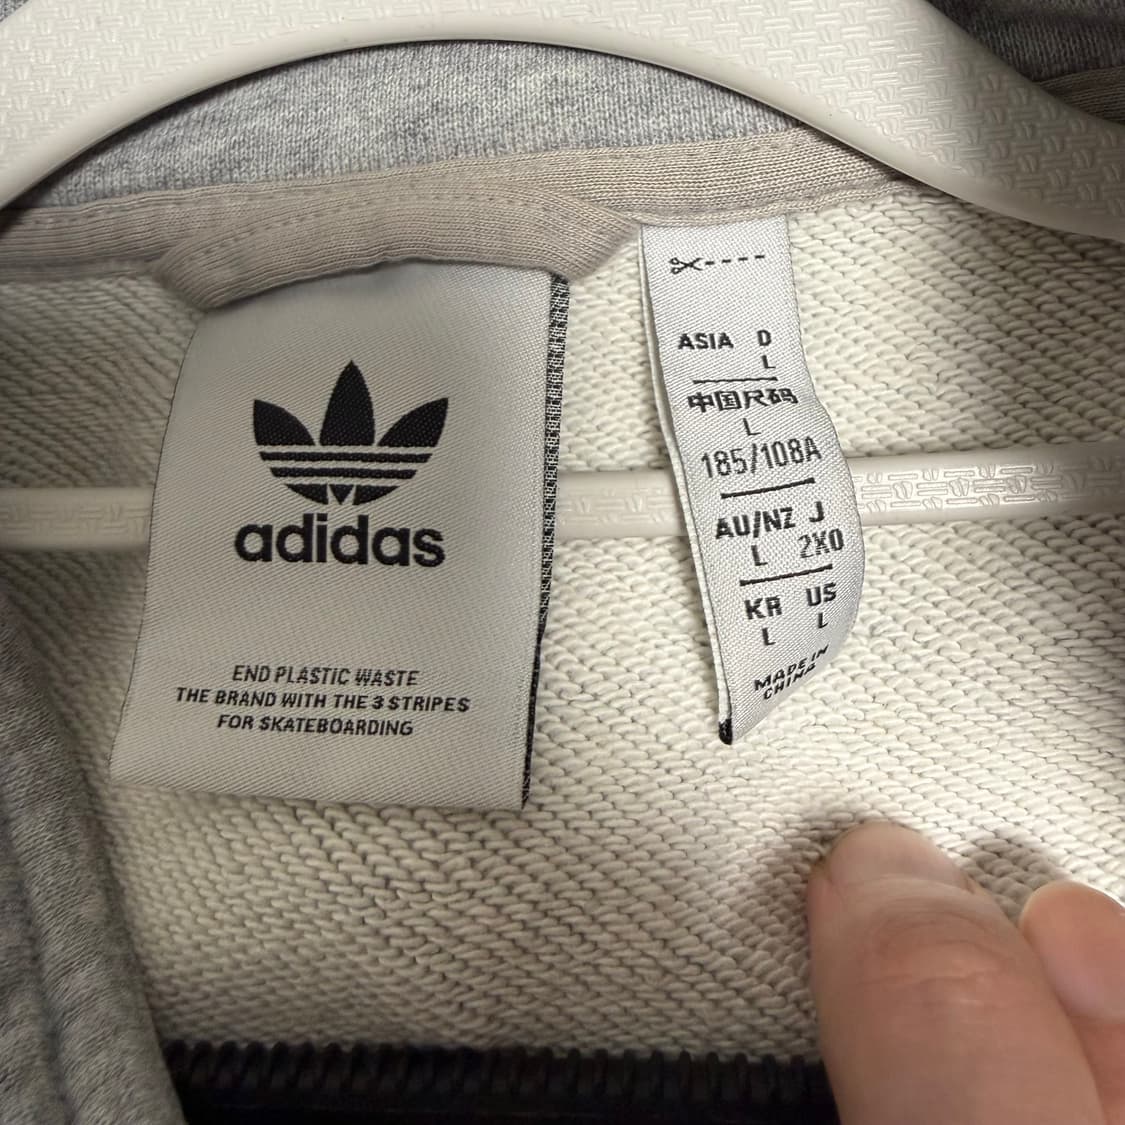 adidas
END PLASTIC WASTE
THE BRAND WITH THE 3 STRIPES
FOR SKATEBOARDING
ASIA D
L
中国尺码
L
185/108A
AU/NZ J
L 2XO
KR US
L L
MADE IN
CHINA